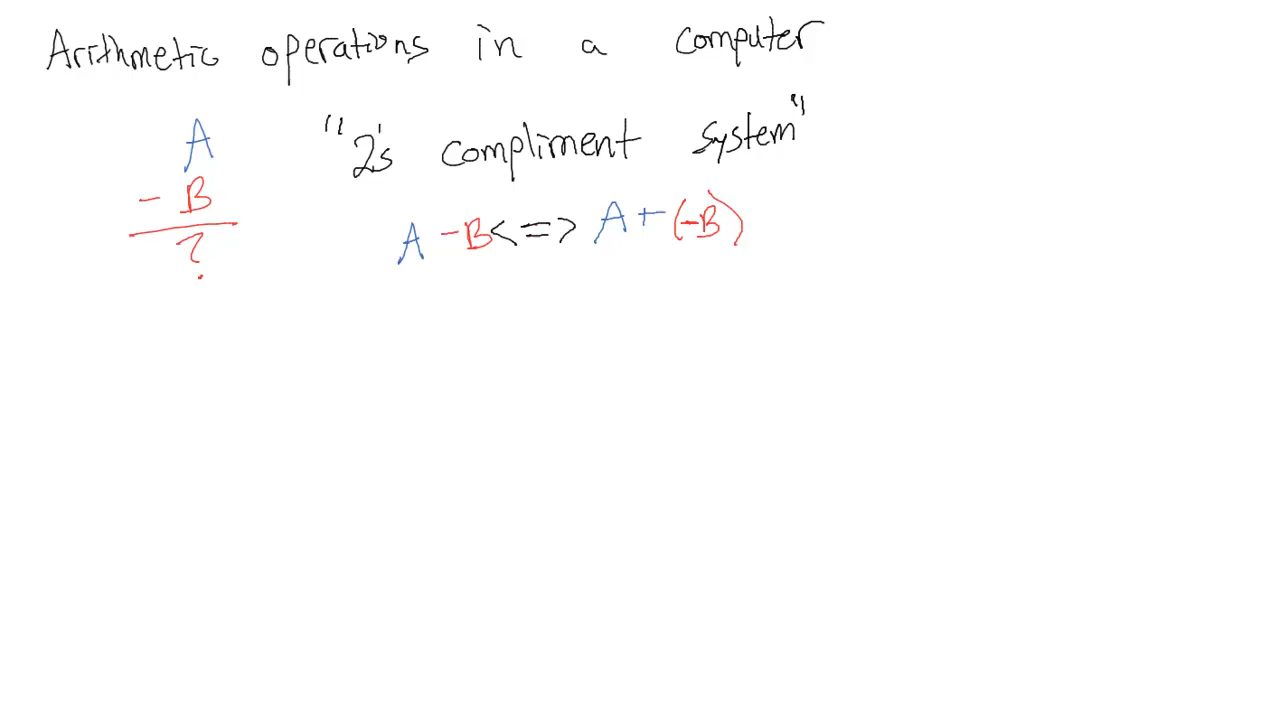 Arithmetic operations in a computer
"2's compliment system"
A
- B
?
A - B <=> A + (-B)